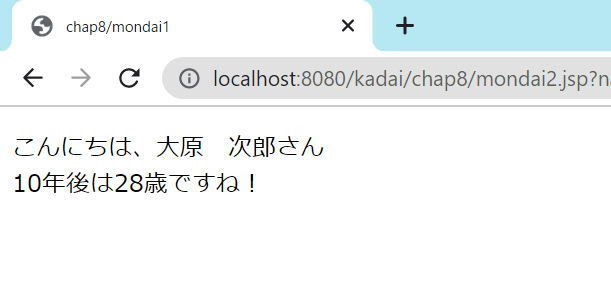 chap8/mondai1
localhost:8080/kadai/chap8/mondai2.jsp?na
こんにちは、大原　次郎さん
10年後は28歳ですね！